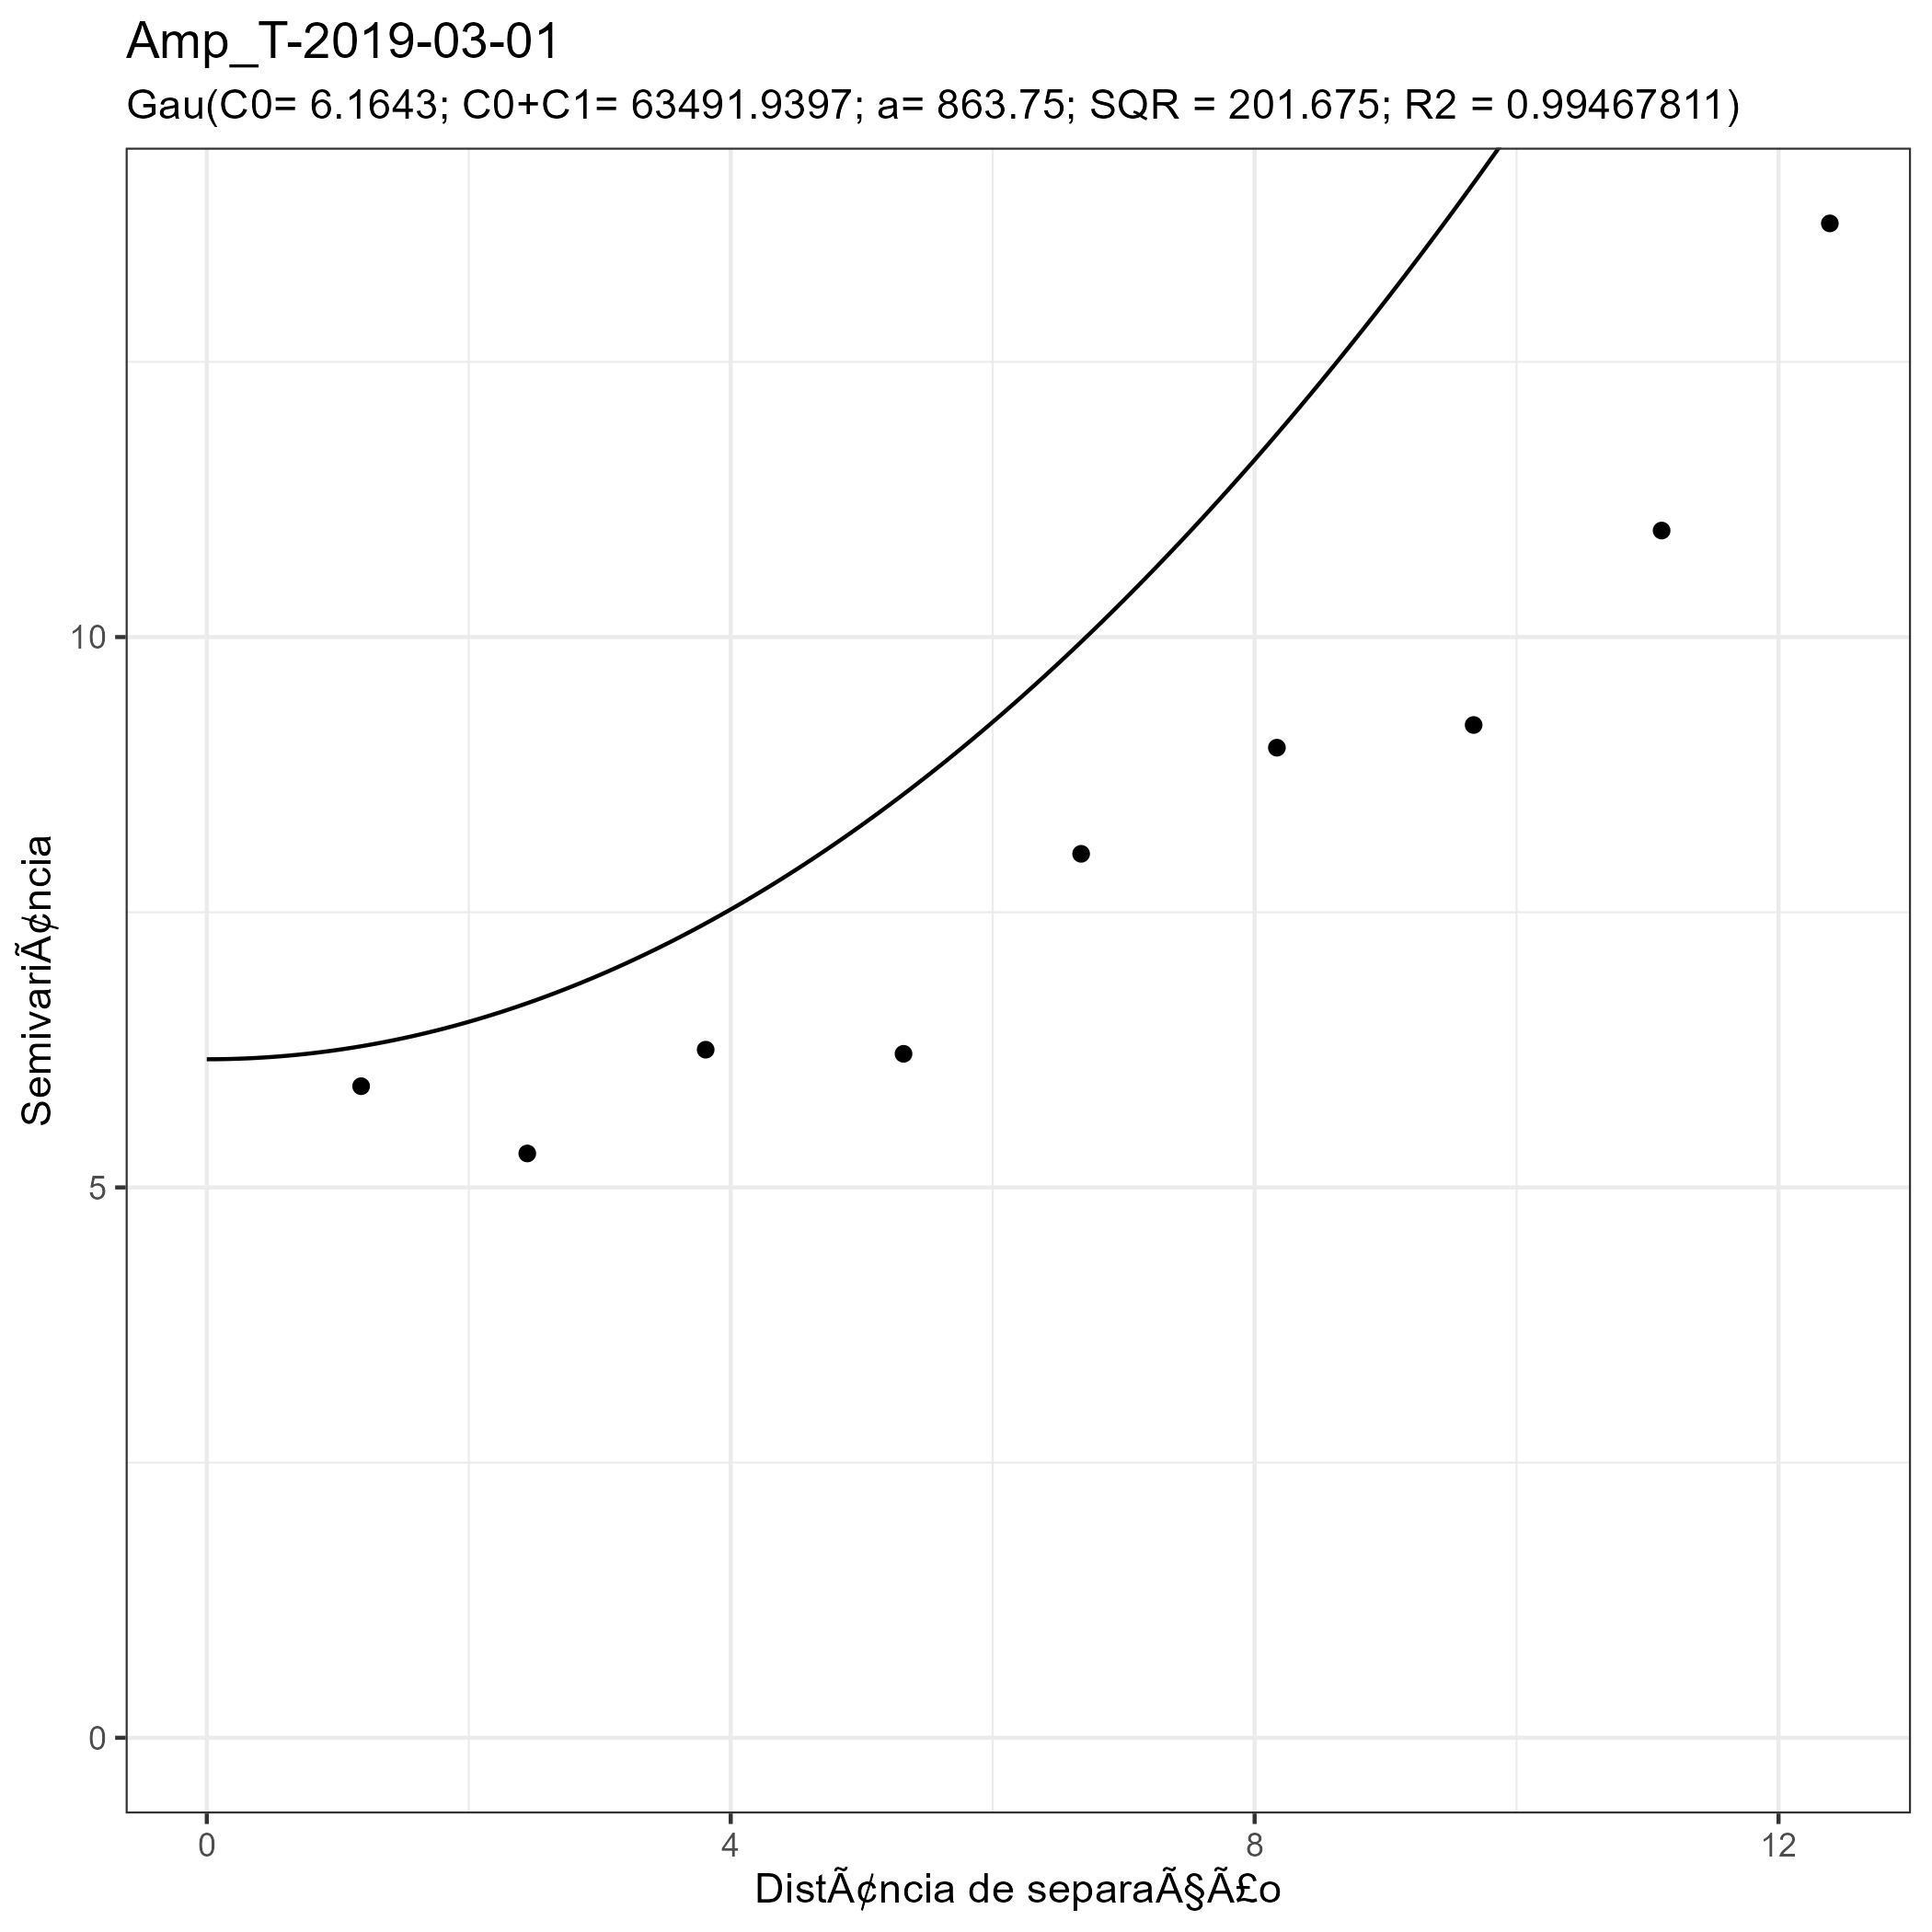 Amp_T-2019-03-01
Gau(C0= 6.1643; C0+C1= 63491.9397; a= 863.75; SQR = 201.675; R2 = 0.99467811)
10
5
0
SemivariÃ¢ncia
0 4 8 12
DistÃ¢ncia de separaÃ§Ã£o